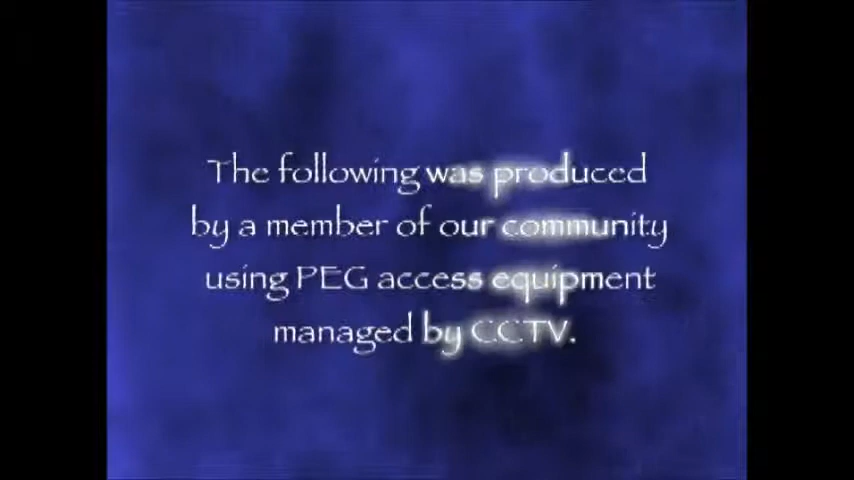 The following was produced
by a member of our community
using PEG access equipment
managed by CCTV.